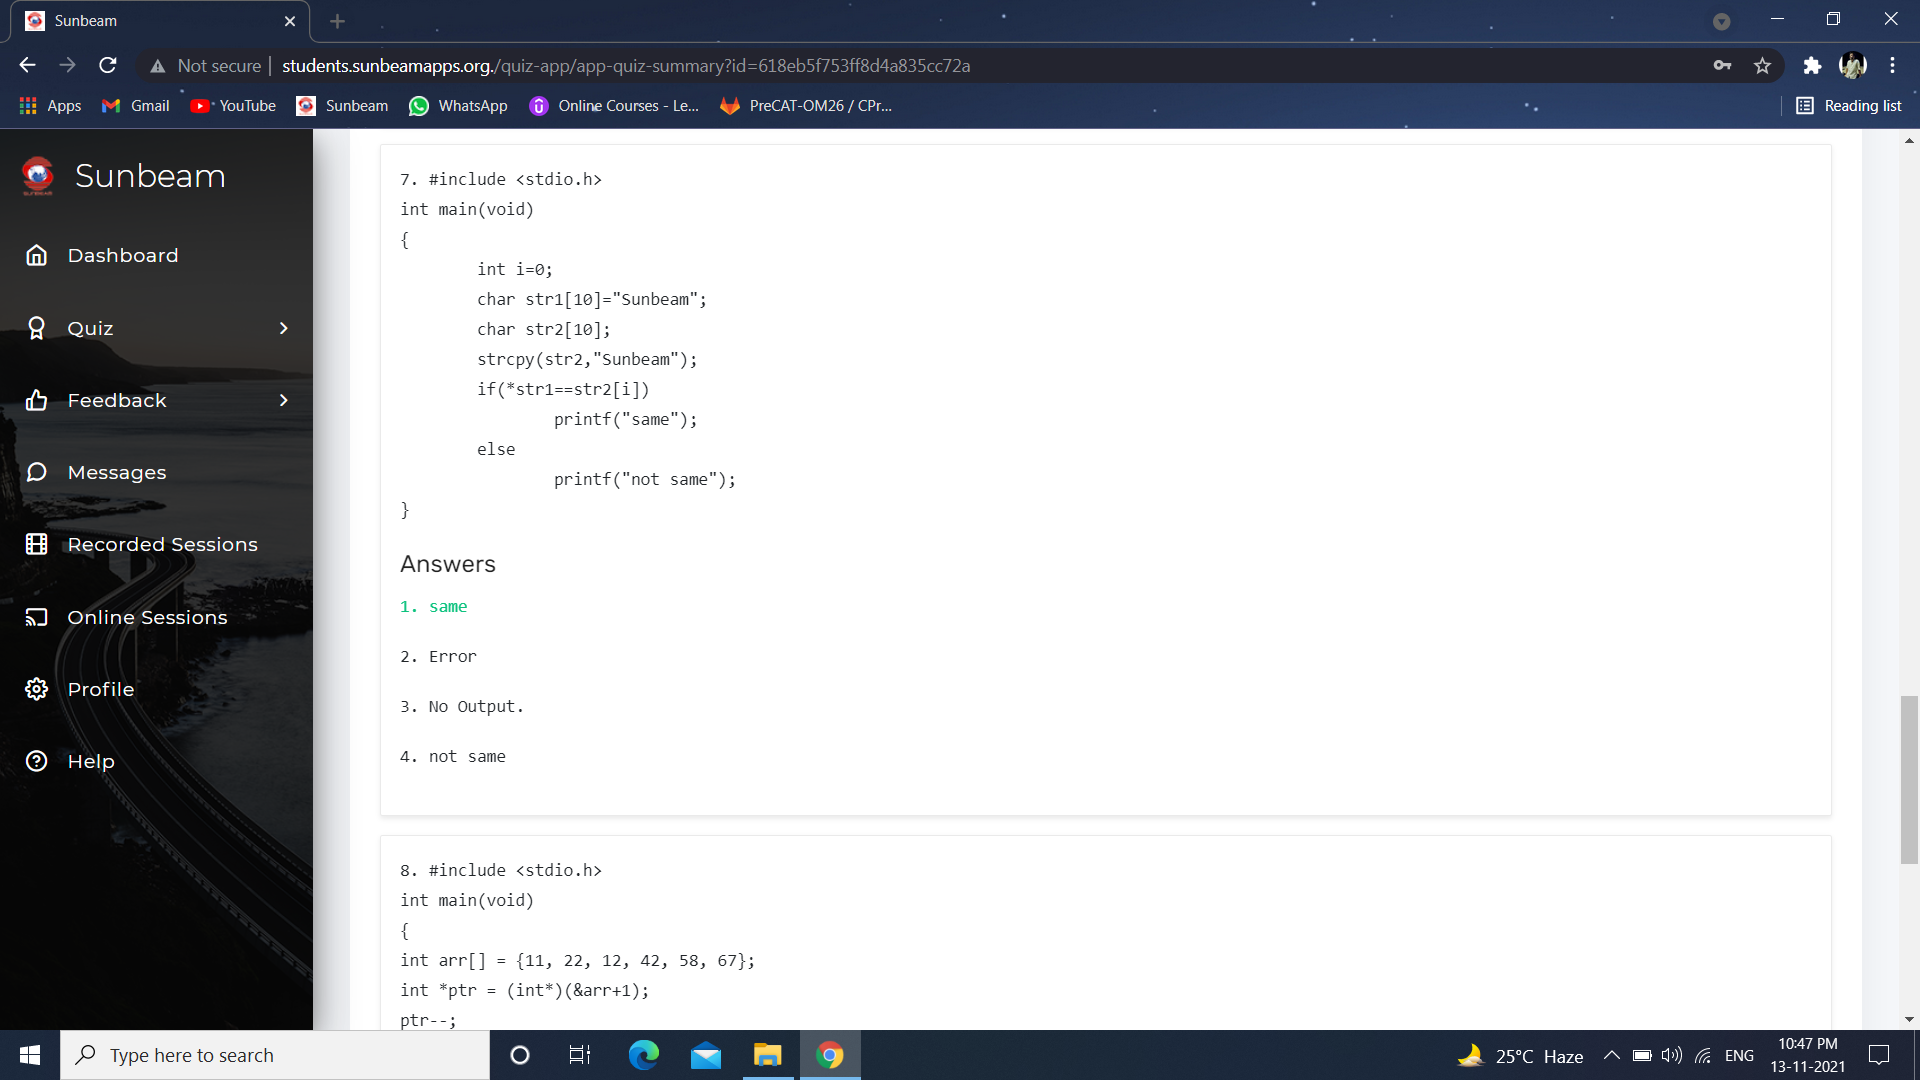 Sunbeam
Not secure
students.sunbeamapps.org./quiz-app/app-quiz-summary?id=618eb5f753ff8d4a835cc72a
Apps
Gmail
YouTube
Sunbeam
WhatsApp
Online Courses - Le...
PreCAT-OM26 / CPr...
Reading list
Sunbeam
Dashboard
Quiz
Feedback
Messages
Recorded Sessions
Online Sessions
Profile
Help
7. #include <stdio.h>
int main(void)
{
int i=0;
char str1[10]="Sunbeam";
char str2[10];
strcpy(str2,"Sunbeam");
if(*str1==str2[i])
printf("same");
else
printf("not same");
}
Answers
1. same
2. Error
3. No Output.
4. not same
8. #include <stdio.h>
int main(void)
{
int arr[] = {11, 22, 12, 42, 58, 67};
int *ptr = (int*)(&arr+1);
ptr--;
Type here to search
25°C Haze
ENG
10:47 PM
13-11-2021